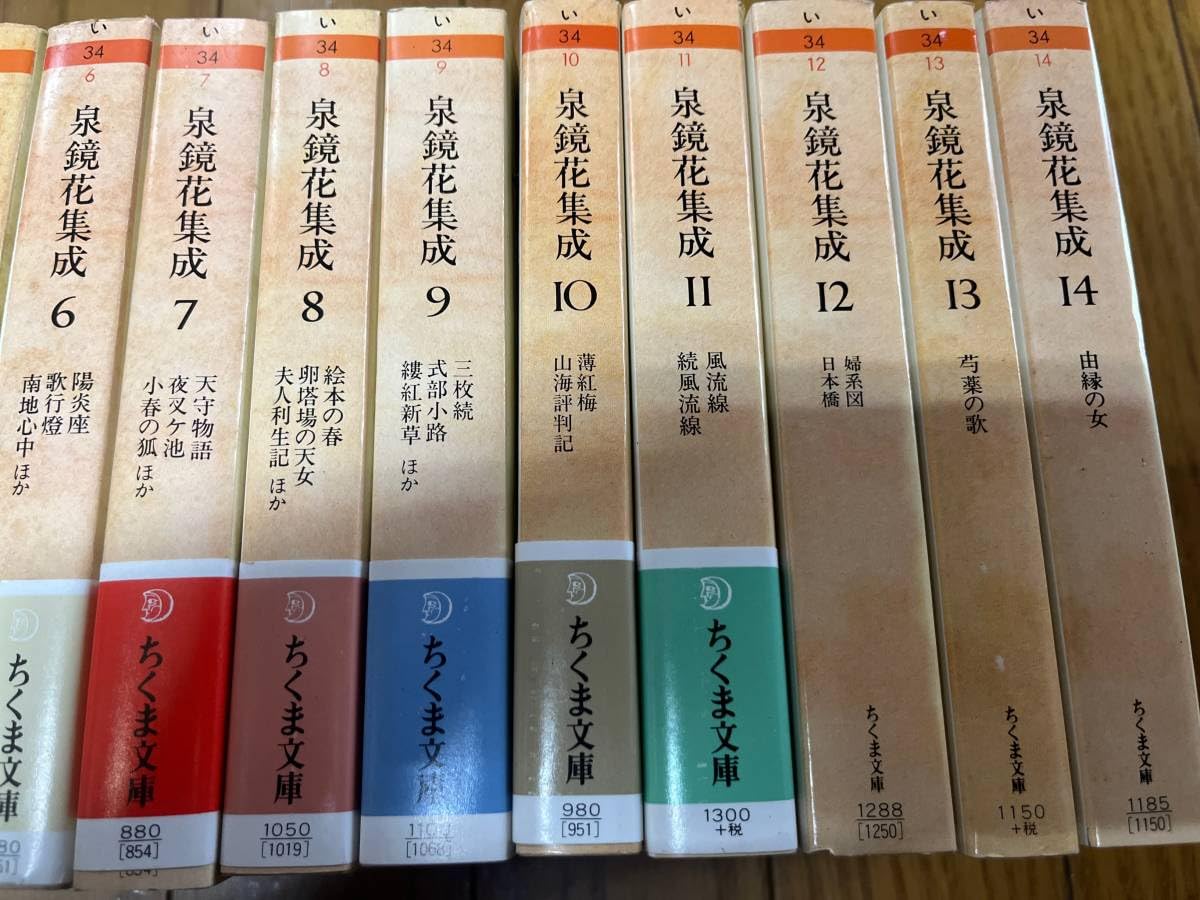 い
34
6
泉鏡花集成
6
陽炎座
歌行燈
南地心中 ほか
ちくま文庫
い
34
7
泉鏡花集成
7
天守物語
夜叉ケ池
小春の狐 ほか
ちくま文庫
880
[854]
い
34
8
泉鏡花集成
8
絵本の春
卵塔場の天女
夫人利生記 ほか
ちくま文庫
1050
[1019]
い
34
9
泉鏡花集成
9
三枚続
式部小路
縷紅新草 ほか
ちくま文庫
[1068]
い
34
10
泉鏡花集成
10
薄紅梅
山海評判記
ちくま文庫
980
[951]
い
34
11
泉鏡花集成
11
風流線
続風流線
ちくま文庫
1300
+税
い
34
12
泉鏡花集成
12
婦系図
日本橋
ちくま文庫
1288
[1250]
い
34
13
泉鏡花集成
13
芍薬の歌
ちくま文庫
1150
+税
い
34
14
泉鏡花集成
14
由縁の女
ちくま文庫
1185
[1150]